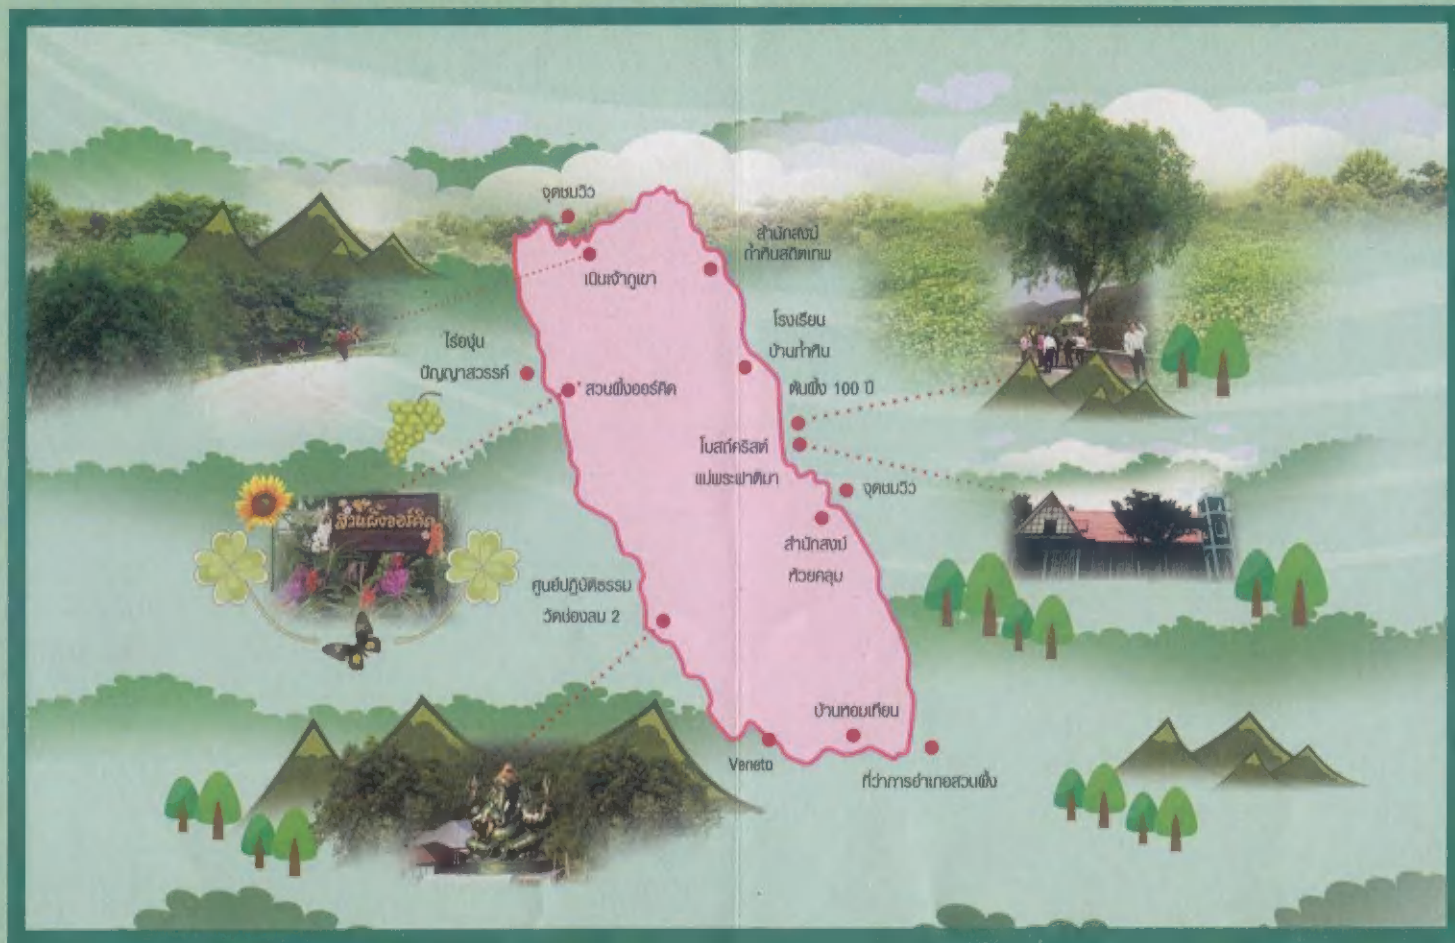 จุดชมวิว
สำนักสงฆ์
ถ้ำหินสถิตเทพ
เนินเจ้าภูเขา
โรงเรียน
บ้านถ้ำหิน
ไร่องุ่น
ปัญญาสวรรค์
สวนผึ้งออร์คิด
ต้นผึ้ง 100 ปี
โบสถ์คริสต์
แม่พระฟาติมา
จุดชมวิว
สวนผึ้งออร์คิด
สำนักสงฆ์
ห้วยคลุม
ศูนย์ปฏิบัติธรรม
วัดช่องลม 2
บ้านหอมเทียน
Veneto
ที่ว่าการอำเภอสวนผึ้ง